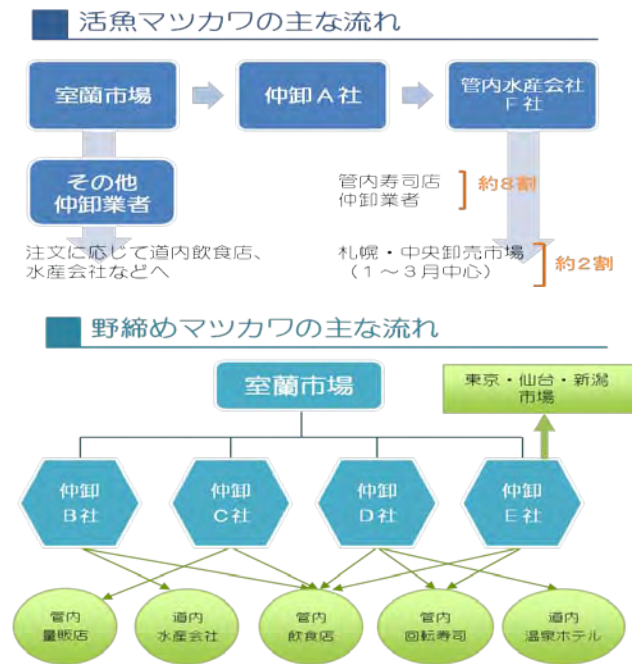 活魚マツカワの主な流れ
室蘭市場
仲卸A社
管内水産会社
F社
その他
仲卸業者
管内寿司店
仲卸業者
約8割
注文に応じて道内飲食店、
水産会社などへ
札幌・中央卸売市場
(1~3月中心)
約2割
野締めマツカワの主な流れ
室蘭市場
東京・仙台・新潟
市場
仲卸
B社
仲卸
C社
仲卸
D社
仲卸
E社
管内
量販店
道内
水産会社
管内
飲食店
管内
回転寿司
道内
温泉ホテル